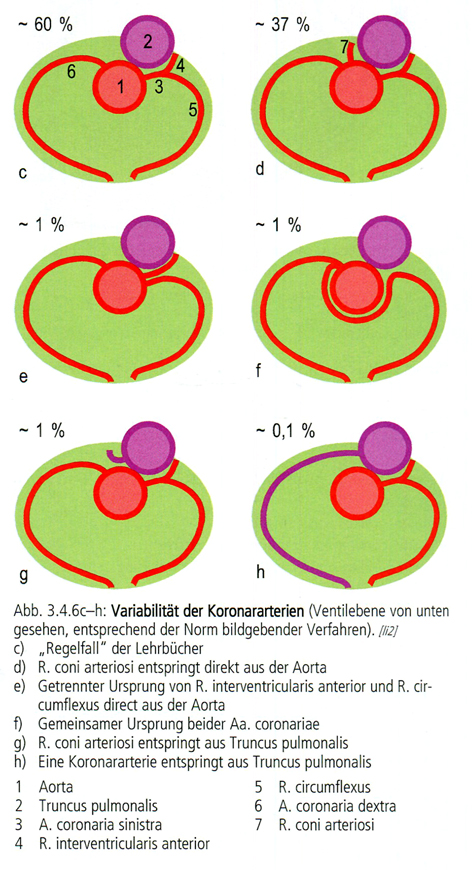 ~ 60 %
2
6
4
1
3
5
c
~ 37 %
7
d
~ 1 %
e
~ 1 %
f
~ 1 %
g
~ 0,1 %
h
Abb. 3.4.6c–h: Variabilität der Koronararterien (Ventilebene von unten
gesehen, entsprechend der Norm bildgebender Verfahren). [li2]
c) „Regelfall“ der Lehrbücher
d) R. coni arteriosi entspringt direkt aus der Aorta
e) Getrennter Ursprung von R. interventricularis anterior und R. cir-
cumflexus direct aus der Aorta
f) Gemeinsamer Ursprung beider Aa. coronariae
g) R. coni arteriosi entspringt aus Truncus pulmonalis
h) Eine Koronararterie entspringt aus Truncus pulmonalis
1 Aorta
2 Truncus pulmonalis
3 A. coronaria sinistra
4 R. interventricularis anterior
5 R. circumflexus
6 A. coronaria dextra
7 R. coni arteriosi